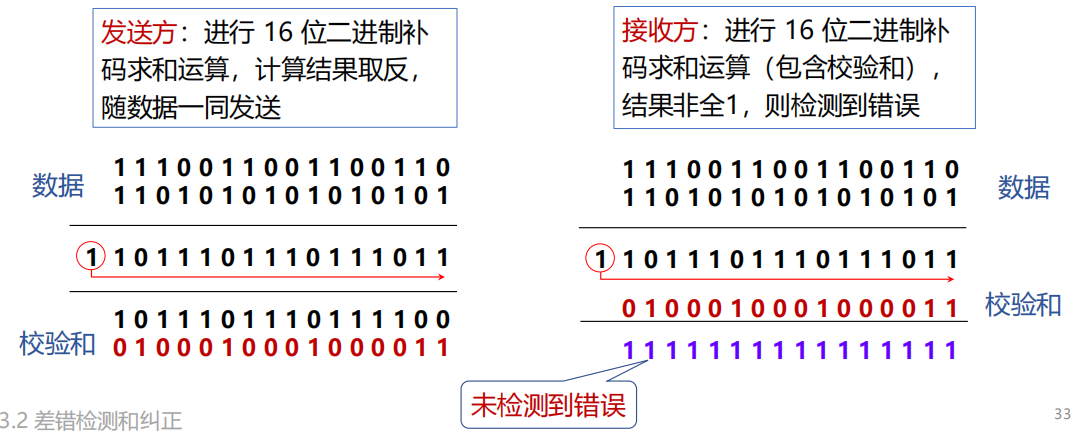 发送方：进行 16 位二进制补
码求和运算，计算结果取反，
随数据一同发送
接收方：进行 16 位二进制补
码求和运算（包含校验和），
结果非全1，则检测到错误
数据
1 1 1 0 0 1 1 0 0 1 1 0 0 1 1 0
1 1 0 1 0 1 0 1 0 1 0 1 0 1 0 1
1 1 0 1 1 1 0 1 1 1 0 1 1 1 0 1 1
校验和
1 0 1 1 1 0 1 1 1 0 1 1 1 1 0 0
0 1 0 0 0 1 0 0 0 1 0 0 0 0 1 1
1 1 1 0 0 1 1 0 0 1 1 0 0 1 1 0
1 1 0 1 0 1 0 1 0 1 0 1 0 1 0 1
数据
1 1 0 1 1 1 0 1 1 1 0 1 1 1 0 1 1
0 1 0 0 0 1 0 0 0 1 0 0 0 0 1 1
校验和
1 1 1 1 1 1 1 1 1 1 1 1 1 1 1 1
未检测到错误
3.2 差错检测和纠正
33